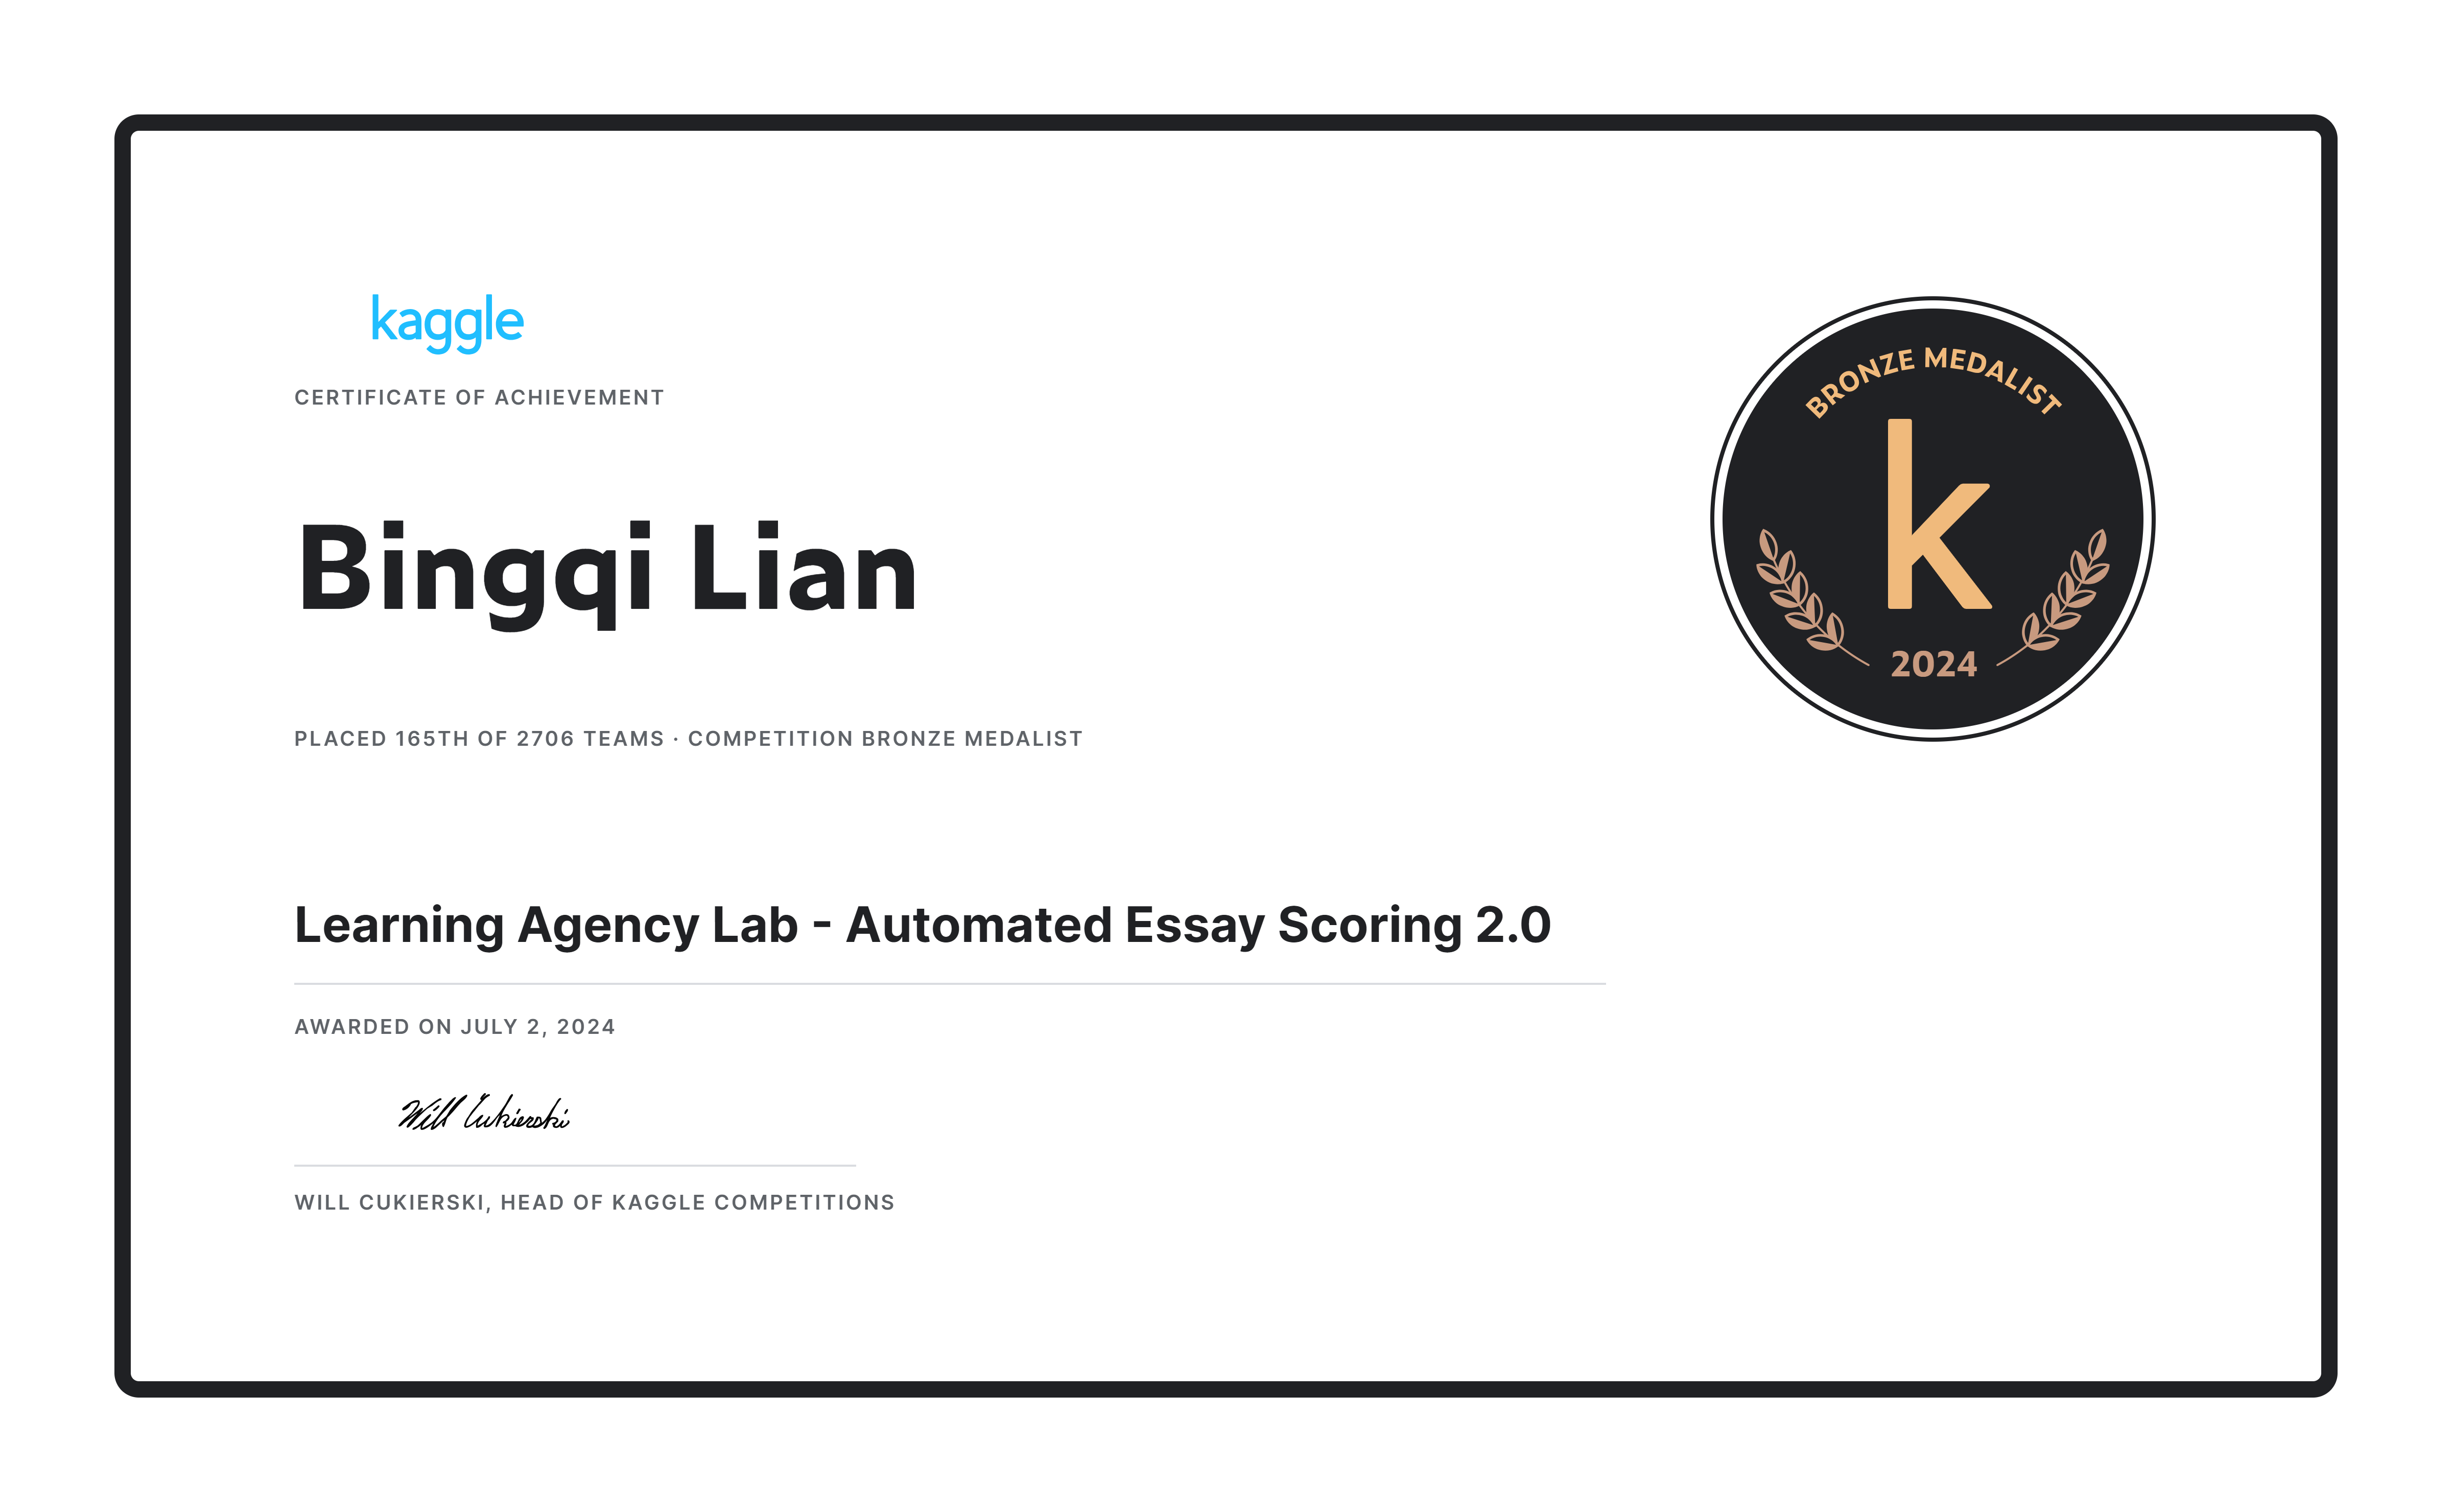 kaggle
CERTIFICATE OF ACHIEVEMENT
BRONZE MEDALIST
k
2024
Bingqi Lian
PLACED 165TH OF 2706 TEAMS · COMPETITION BRONZE MEDALIST
Learning Agency Lab - Automated Essay Scoring 2.0
AWARDED ON JULY 2, 2024
Will Cukierski
WILL CUKIERSKI, HEAD OF KAGGLE COMPETITIONS